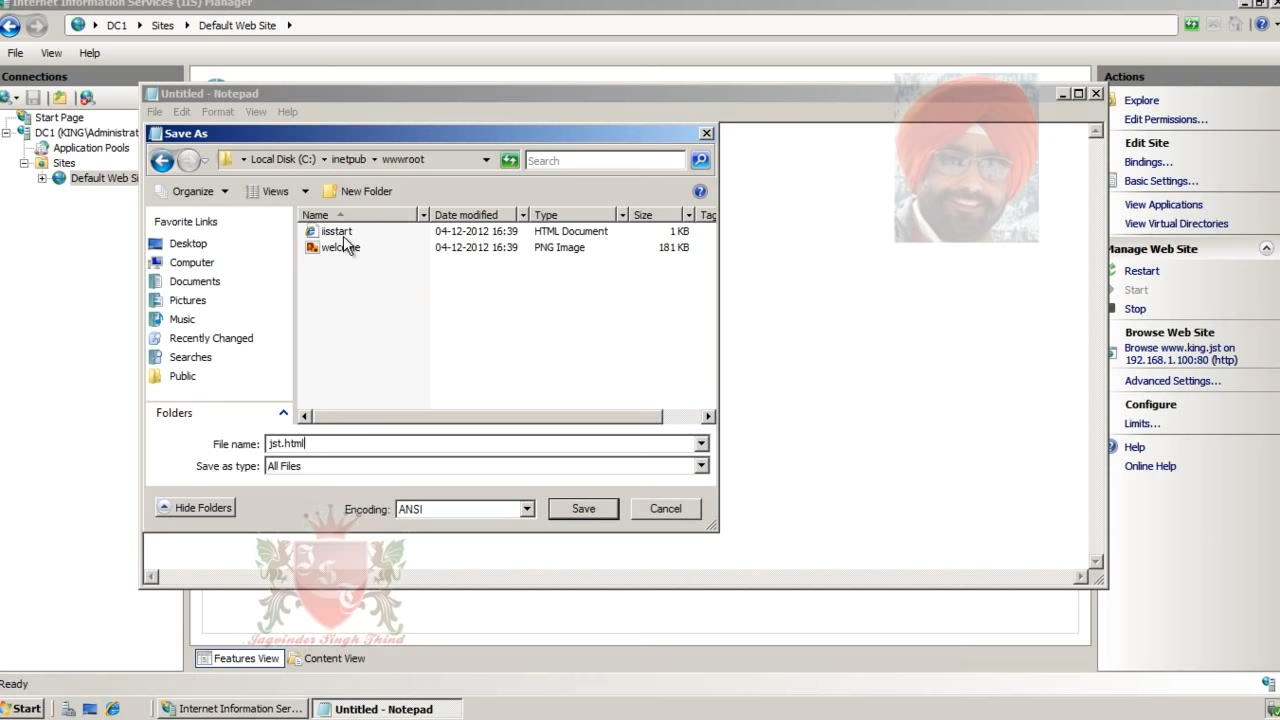 Internet Information Services (IIS) Manager
DC1 Sites Default Web Site
File View Help
Connections
Start Page
DC1 (KING\Administrat
Application Pools
Sites
Default Web Si
Untitled - Notepad
File Edit Format View Help
Save As
Local Disk (C:) inetpub wwwroot
Search
Organize Views New Folder
Favorite Links
Desktop
Computer
Documents
Pictures
Music
Recently Changed
Searches
Public
Folders
Name Date modified Type Size Tag
iisstart 04-12-2012 16:39 HTML Document 1 KB
welcome 04-12-2012 16:39 PNG Image 181 KB
File name: jst.html
Save as type: All Files
Hide Folders
Encoding: ANSI
Save Cancel
Jagvinder Singh Thind
Actions
Explore
Edit Permissions...
Edit Site
Bindings...
Basic Settings...
View Applications
View Virtual Directories
Manage Web Site
Restart
Start
Stop
Browse Web Site
Browse www.king.jst on
192.168.1.100:80 (http)
Advanced Settings...
Configure
Limits...
Help
Online Help
Features View Content View
Ready
Start Internet Information Ser... Untitled - Notepad